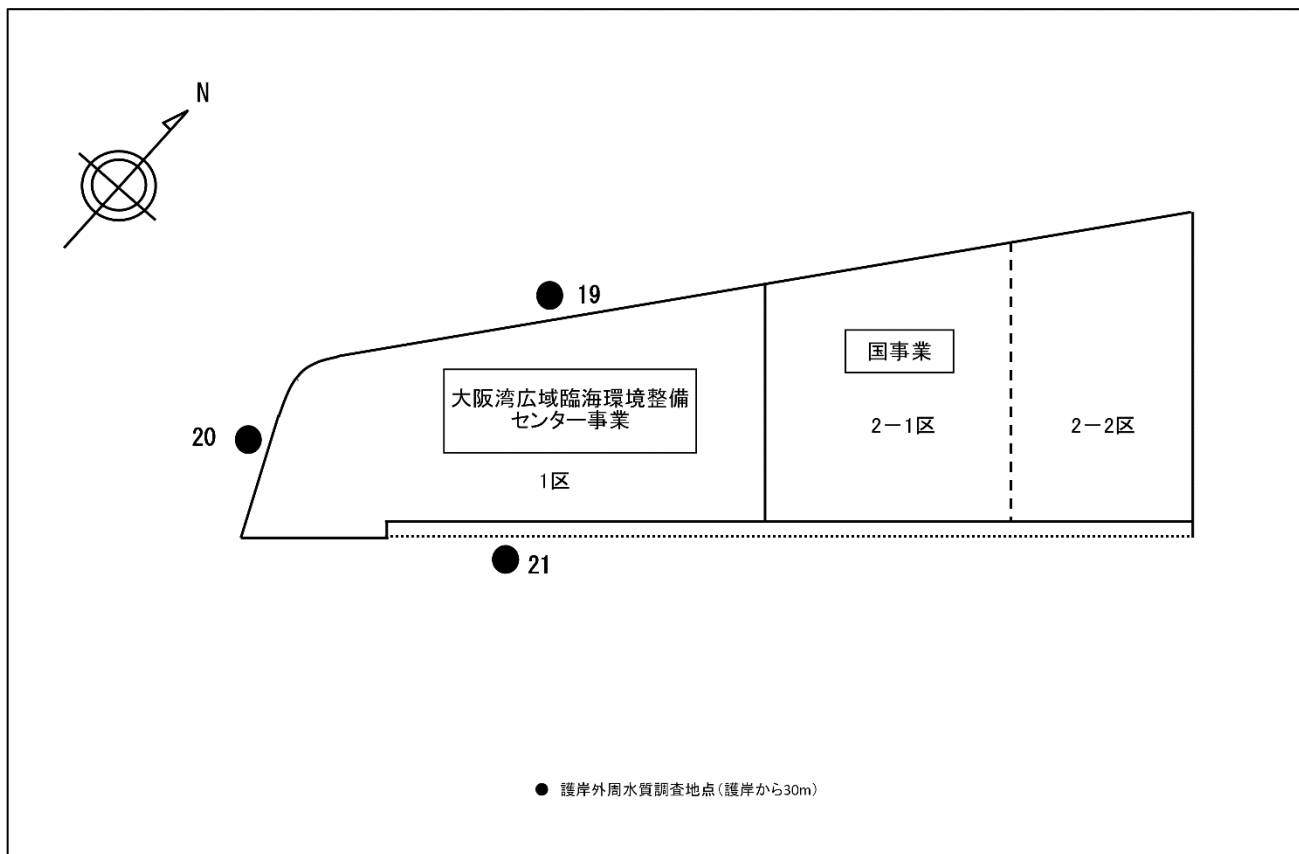 N
19
大阪湾広域臨海環境整備
センター事業
1区
国事業
2－1区
2－2区
20
21
● 護岸外周水質調査地点(護岸から30m)